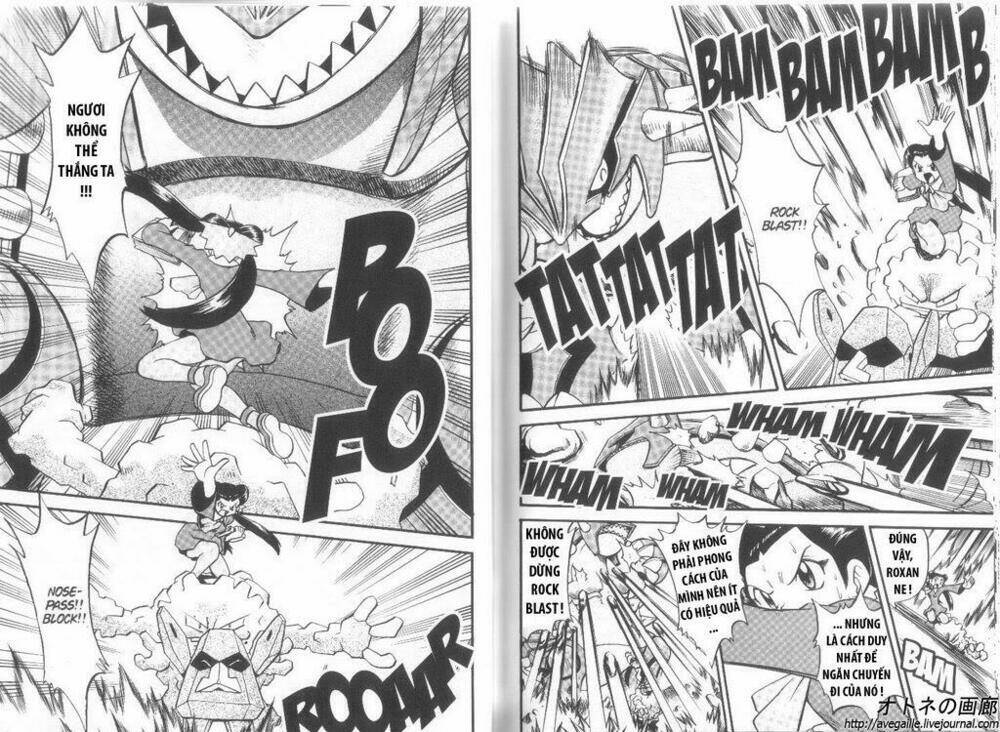 BAM BAM BAM B
ROCK
BLAST!!
TAT TAT TAT
WHAM WHAM
WHAM WHAM
ĐÚNG
VẬY,
ROXAN
NE!
BAM
ĐÂY KHÔNG
PHẢI PHONG
CÁCH CỦA
MÌNH NÊN ÍT
CÓ HIỆU QUẢ
...
... NHƯNG
LÀ CÁCH DUY
NHẤT ĐỂ
NGĂN CHUYẾN
ĐI CỦA NÓ !
KHÔNG
ĐƯỢC
DỪNG
ROCK
BLAST !
NGƯƠI
KHÔNG
THỂ
THẮNG TA
!!!
BOOF
NOSE-
PASS!!
BLOCK!!
ROOAAAR
オトネの画廊
http://avegaille.livejournal.com